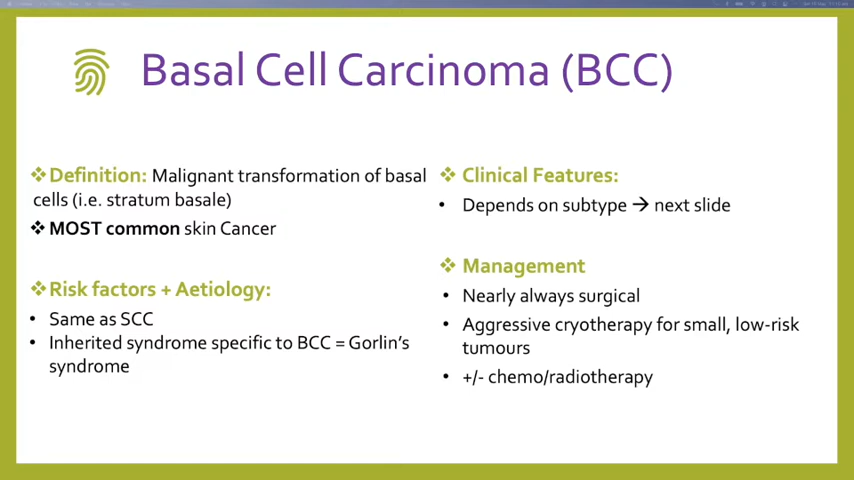 Basal Cell Carcinoma (BCC)
❖Definition: Malignant transformation of basal
cells (i.e. stratum basale)
❖MOST common skin Cancer
❖Risk factors + Aetiology:
• Same as SCC
• Inherited syndrome specific to BCC = Gorlin's
syndrome
❖ Clinical Features:
• Depends on subtype → next slide
❖ Management
• Nearly always surgical
• Aggressive cryotherapy for small, low-risk
tumours
• +/- chemo/radiotherapy